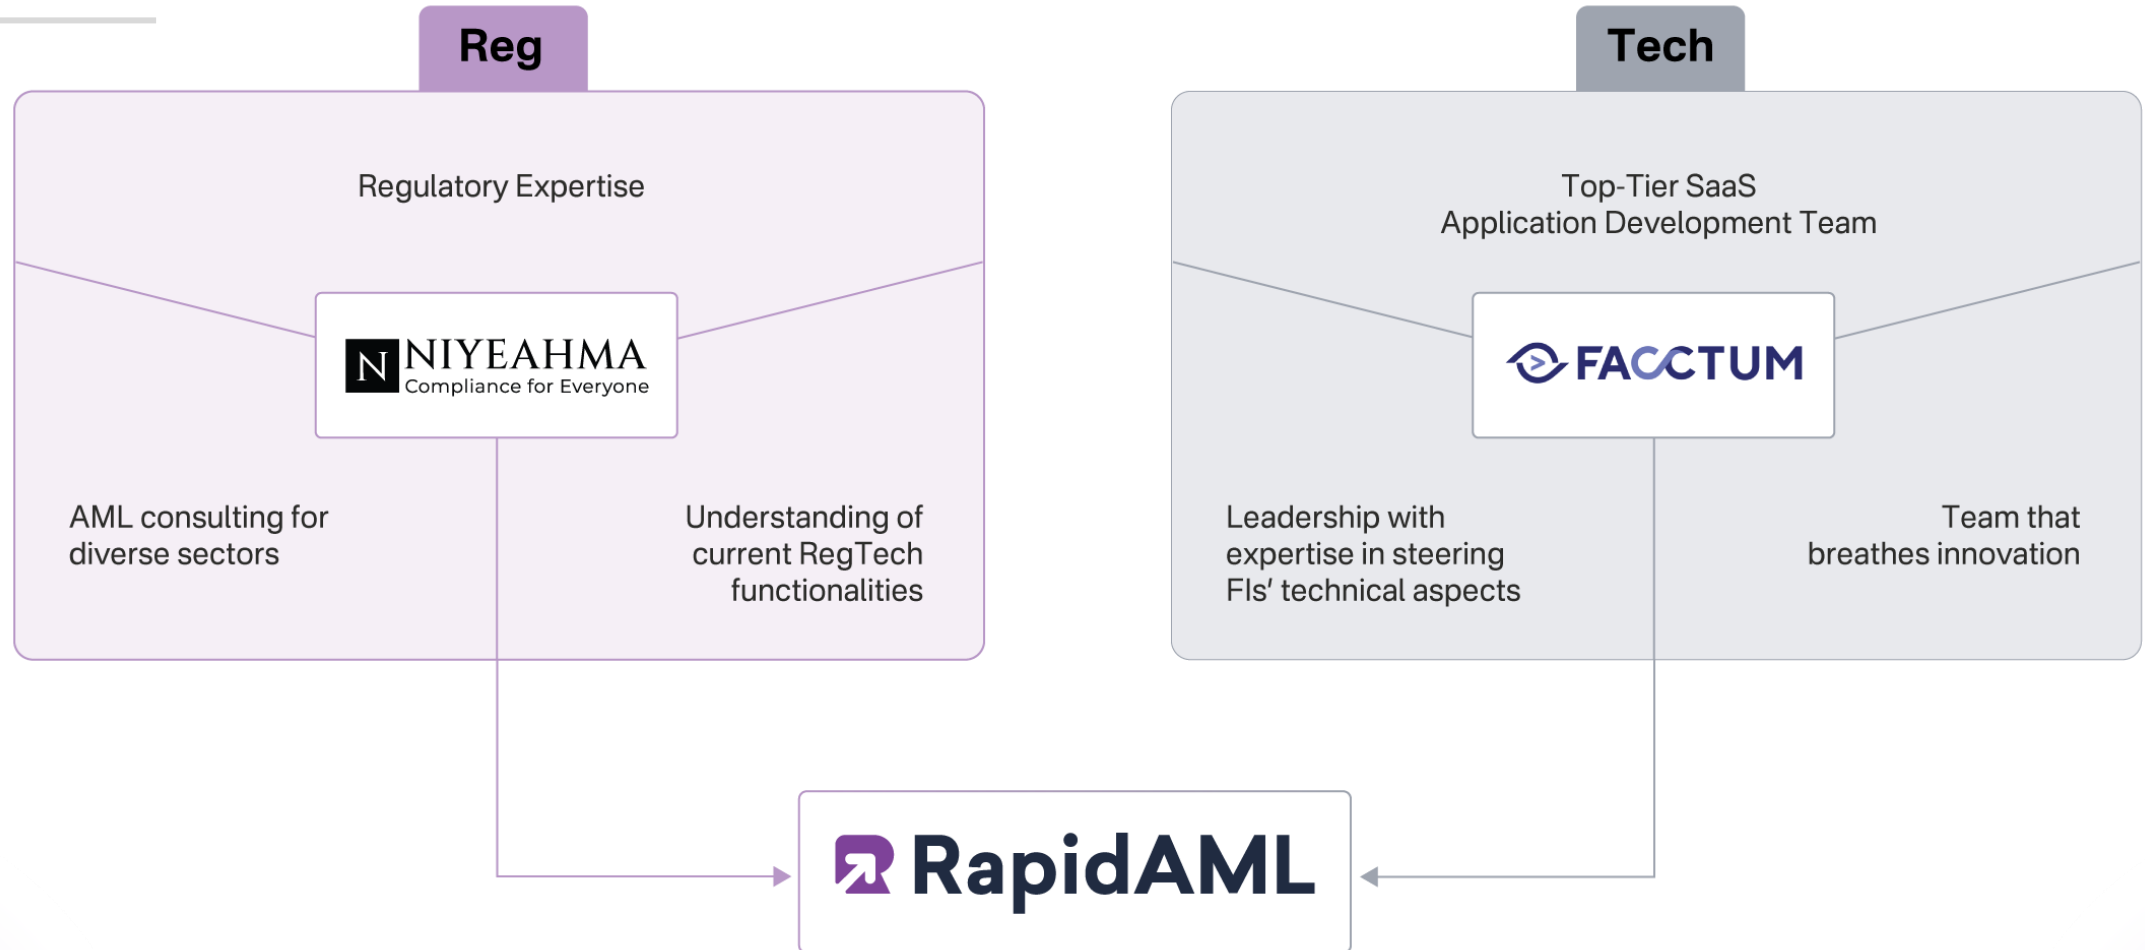 Reg
Regulatory Expertise
N NIYEAHMA
Compliance for Everyone
AML consulting for
diverse sectors
Understanding of
current RegTech
functionalities
Tech
Top-Tier SaaS
Application Development Team
FACCTUM
Leadership with
expertise in steering
FIs' technical aspects
Team that
breathes innovation
RapidAML